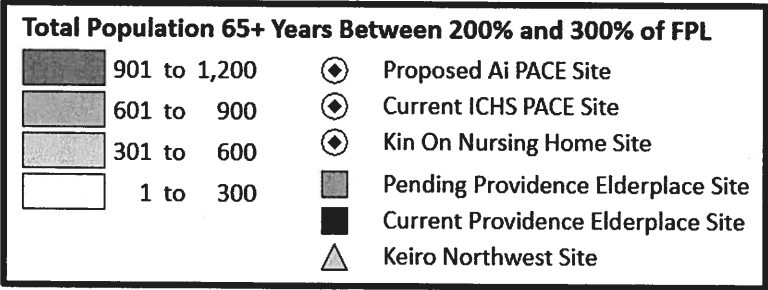 Total Population 65+ Years Between 200% and 300% of FPL
901 to 1,200
601 to 900
301 to 600
1 to 300
Proposed Ai PACE Site
Current ICHS PACE Site
Kin On Nursing Home Site
Pending Providence Elderplace Site
Current Providence Elderplace Site
Keiro Northwest Site